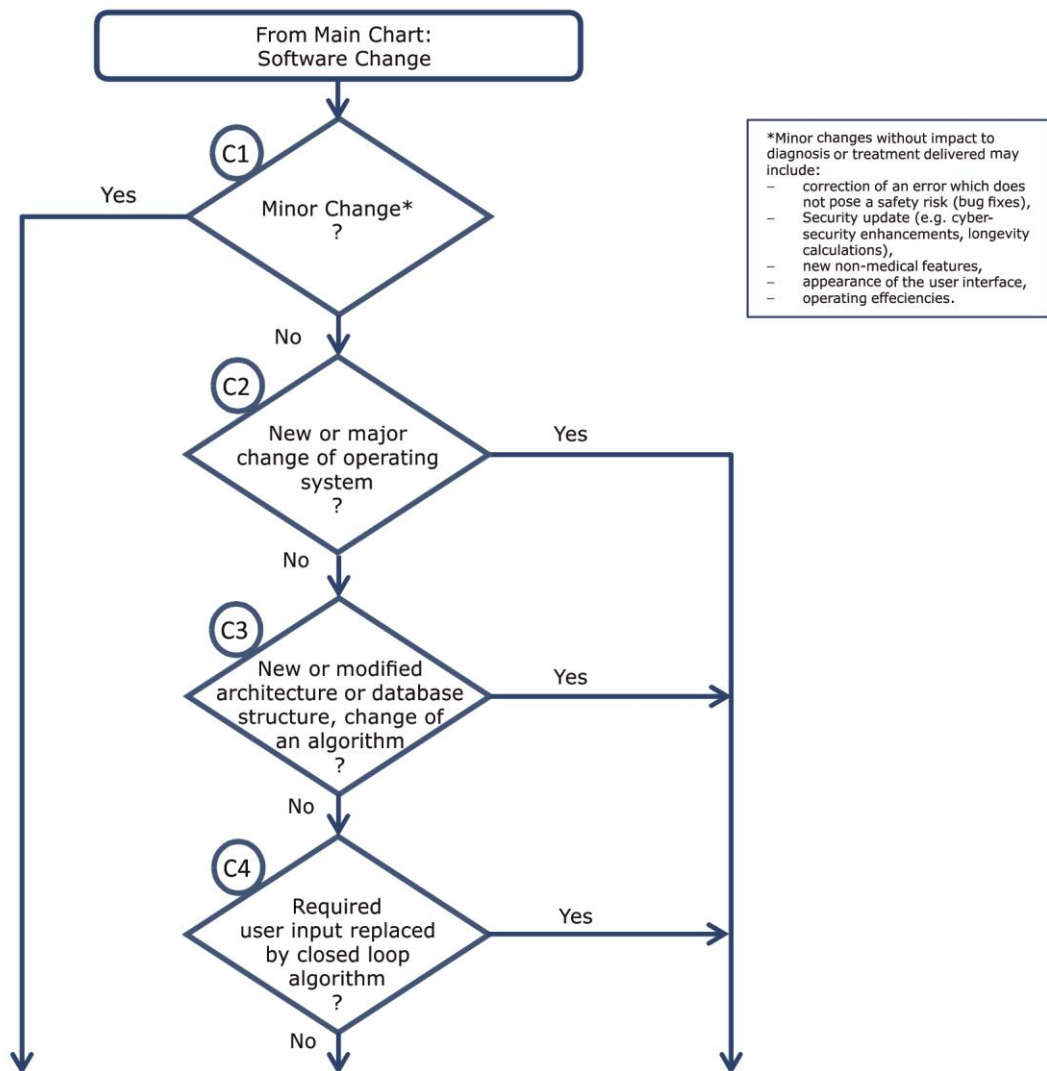 From Main Chart:
Software Change
C1
Yes
Minor Change*
?
*Minor changes without impact to
diagnosis or treatment delivered may
include:
– correction of an error which does
not pose a safety risk (bug fixes),
– Security update (e.g. cyber-
security enhancements, longevity
calculations),
– new non-medical features,
– appearance of the user interface,
– operating effeciencies.
No
C2
New or major
change of operating
system
?
Yes
No
C3
New or modified
architecture or database
structure, change of
an algorithm
?
Yes
No
C4
Required
user input replaced
by closed loop
algorithm
?
Yes
No